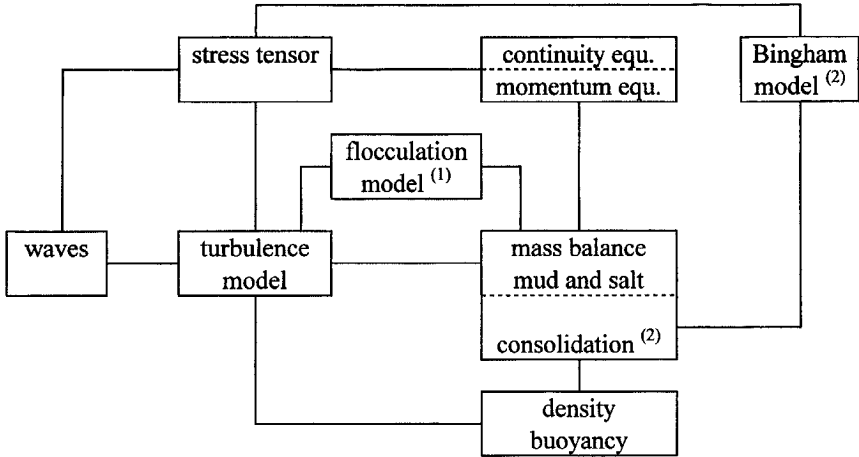 stress tensor
continuity equ.
momentum equ.
Bingham
model (2)
flocculation
model (1)
waves
turbulence
model
mass balance
mud and salt
consolidation (2)
density
buoyancy